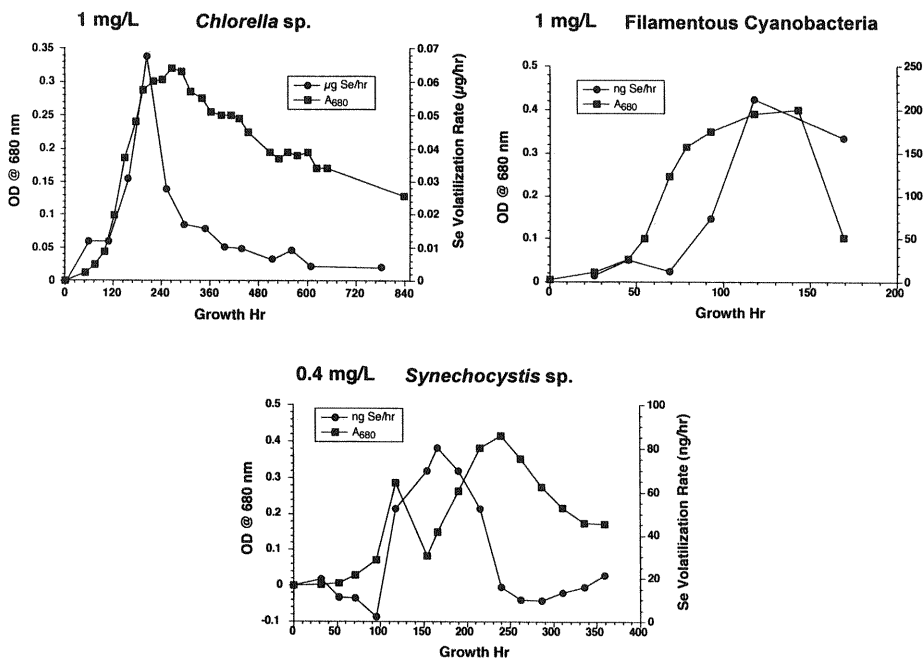 1 mg/L Chlorella sp.
µg Se/hr
A680
OD @ 680 nm
0.35
0.3
0.25
0.2
0.15
0.1
0.05
0
0.07
0.06
0.05
0.04
0.03
0.02
0.01
0
Se Volatilization Rate (µg/hr)
0 120 240 360 480 600 720 840
Growth Hr
1 mg/L Filamentous Cyanobacteria
ng Se/hr
A680
OD @ 680 nm
0.5
0.4
0.3
0.2
0.1
0
250
200
150
100
50
0
0 50 100 150 200
Growth Hr
0.4 mg/L Synechocystis sp.
ng Se/hr
A680
OD @ 680 nm
0.5
0.4
0.3
0.2
0.1
0
-0.1
100
80
60
40
20
0
Se Volatilization Rate (ng/hr)
0 50 100 150 200 250 300 350 400
Growth Hr